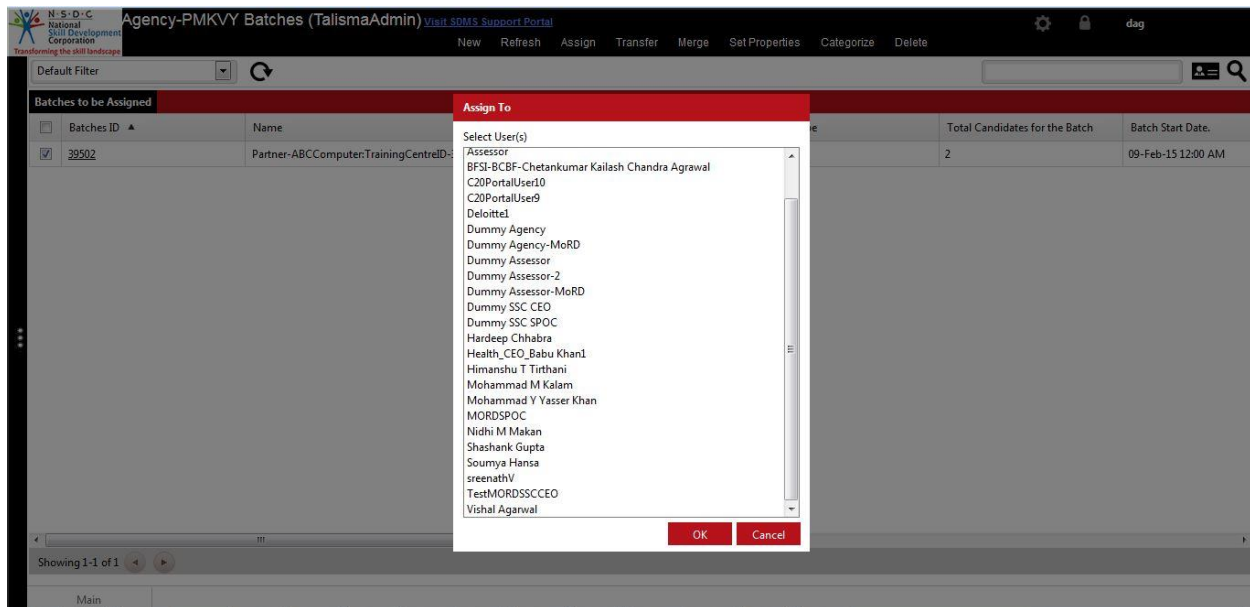 N·S·D·C
National
Skill Development
Corporation
Transforming the skill landscape
Agency-PMKVY Batches (TalismaAdmin) Visit SDMS Support Portal
dag
New Refresh Assign Transfer Merge Set Properties Categorize Delete
Default Filter
Batches to be Assigned
Batches ID Name Total Candidates for the Batch Batch Start Date.
39502 Partner-ABCComputer:TrainingCentreID- 2 09-Feb-15 12:00 AM
Assign To
Select User(s)
Assessor
BFSI-BCBF-Chetankumar Kailash Chandra Agrawal
C20PortalUser10
C20PortalUser9
Deloitte1
Dummy Agency
Dummy Agency-MoRD
Dummy Assessor
Dummy Assessor-2
Dummy Assessor-MoRD
Dummy SSC CEO
Dummy SSC SPOC
Hardeep Chhabra
Health_CEO_Babu Khan1
Himanshu T Tirthani
Mohammad M Kalam
Mohammad Y Yasser Khan
MORDSPOC
Nidhi M Makan
Shashank Gupta
Soumya Hansa
sreenathV
TestMORDSSCCEO
Vishal Agarwal
OK Cancel
Showing 1-1 of 1
Main